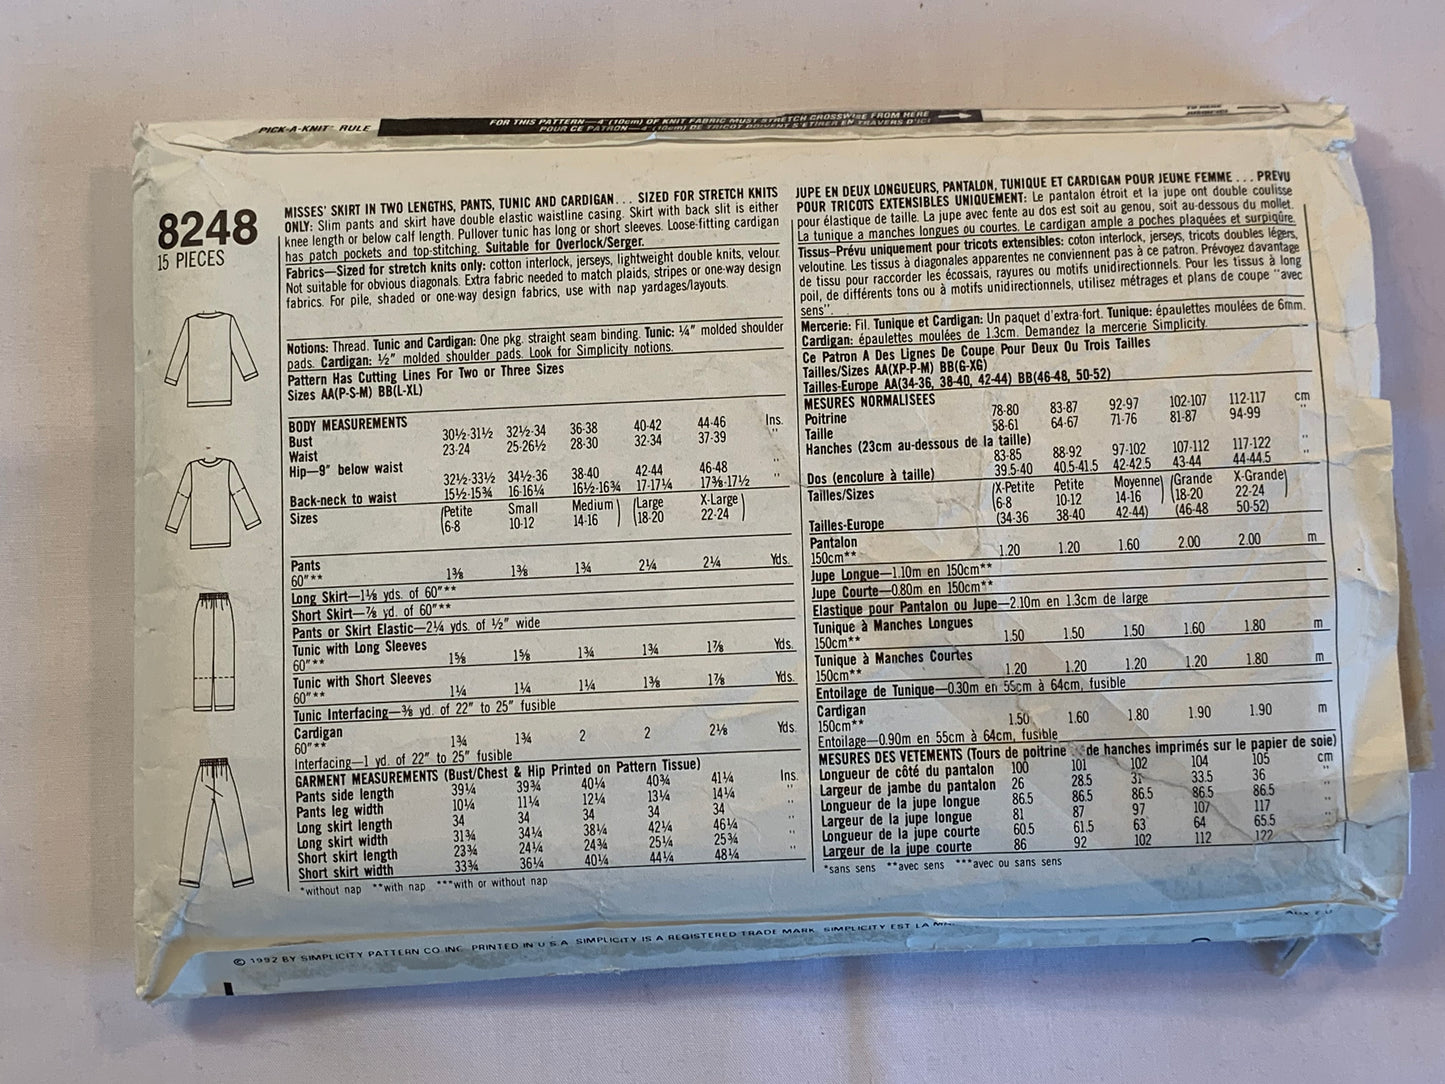 PICK-A-KNIT® RULE
FOR THIS PATTERN—4"(10cm) OF KNIT FABRIC MUST STRETCH CROSSWISE FROM HERE
POUR CE PATRON—4"(10cm) DE TRICOT DOIVENT S'ETIRER EN TRAVERS D'ICI
TO HERE
8248
15 PIECES
MISSES' SKIRT IN TWO LENGTHS, PANTS, TUNIC AND CARDIGAN... SIZED FOR STRETCH KNITS
ONLY: Slim pants and skirt have double elastic waistline casing. Skirt with back slit is either
knee length or below calf length. Pullover tunic has long or short sleeves. Loose-fitting cardigan
has patch pockets and top-stitching. Suitable for Overlock/Serger.
Fabrics—Sized for stretch knits only: cotton interlock, jerseys, lightweight double knits, velour.
Not suitable for obvious diagonals. Extra fabric needed to match plaids, stripes or one-way design
fabrics. For pile, shaded or one-way design fabrics, use with nap yardages/layouts.
Notions: Thread. Tunic and Cardigan: One pkg. straight seam binding. Tunic: ¼" molded shoulder
pads. Cardigan: ½" molded shoulder pads. Look for Simplicity notions.
Pattern Has Cutting Lines For Two or Three Sizes
Sizes AA(P-S-M) BB(L-XL)
BODY MEASUREMENTS
Bust 30½-31½ 32½-34 36-38 40-42 44-46 Ins.
Waist 23-24 25-26½ 28-30 32-34 37-39 "
Hip—9" below waist
32½-33½ 34½-36 38-40 42-44 46-48 "
Back-neck to waist 15½-15¾ 16-16¼ 16½-16¾ 17-17¼ 17⅜-17½ "
Sizes (Petite Small Medium) (Large X-Large)
(6-8 10-12 14-16 ) (18-20 22-24 )
Pants
60"** 1⅜ 1⅜ 1¾ 2¼ 2¼ Yds.
Long Skirt—1⅛ yds. of 60"**
Short Skirt—⅞ yd. of 60"**
Pants or Skirt Elastic—2¼ yds. of ½" wide
Tunic with Long Sleeves
60"** 1⅝ 1⅝ 1¾ 1¾ 1⅞ Yds.
Tunic with Short Sleeves
60"** 1¼ 1¼ 1¼ 1⅜ 1⅞ Yds.
Tunic Interfacing—⅜ yd. of 22" to 25" fusible
Cardigan
60"** 1¾ 1¾ 2 2 2⅛ Yds.
Interfacing—1 yd. of 22" to 25" fusible
GARMENT MEASUREMENTS (Bust/Chest & Hip Printed on Pattern Tissue)
Pants side length 39¼ 39¾ 40¼ 40¾ 41¼ Ins.
Pants leg width 10¼ 11¼ 12¼ 13¼ 14¼ "
Long skirt length 34 34 34 34 34 "
Long skirt width 31¾ 34¼ 38¼ 42¼ 46¼ "
Short skirt length 23¾ 24¼ 24¾ 25¼ 25¾ "
Short skirt width 33¾ 36¼ 40¼ 44¼ 48¼ "
*without nap **with nap ***with or without nap
JUPE EN DEUX LONGUEURS, PANTALON, TUNIQUE ET CARDIGAN POUR JEUNE FEMME... PREVU
POUR TRICOTS EXTENSIBLES UNIQUEMENT: Le pantalon étroit et la jupe ont double coulisse
pour élastique de taille. La jupe avec fente au dos est soit au genou, soit au-dessous du mollet.
La tunique a manches longues ou courtes. Le cardigan ample a poches plaquées et surpiqûre.
Tissus-Prévu uniquement pour tricots extensibles: coton interlock, jerseys, tricots doubles légers,
veloutine. Les tissus à diagonales apparentes ne conviennent pas à ce patron. Prévoyez davantage
de tissu pour raccorder les écossais, rayures ou motifs unidirectionnels. Pour les tissus à long
poil, de différents tons ou à motifs unidirectionnels, utilisez métrages et plans de coupe "avec
sens".
Mercerie: Fil. Tunique et Cardigan: Un paquet d'extra-fort. Tunique: épaulettes moulées de 6mm.
Cardigan: épaulettes moulées de 1.3cm. Demandez la mercerie Simplicity.
Ce Patron A Des Lignes De Coupe Pour Deux Ou Trois Tailles
Tailles/Sizes AA(XP-P-M) BB(G-XG)
Tailles-Europe AA(34-36, 38-40, 42-44) BB(46-48, 50-52)
MESURES NORMALISEES
Poitrine 78-80 83-87 92-97 102-107 112-117 cm
Taille 58-61 64-67 71-76 81-87 94-99 "
Hanches (23cm au-dessous de la taille)
83-85 88-92 97-102 107-112 117-122 "
Dos (encolure à taille) 39.5-40 40.5-41.5 42-42.5 43-44 44-44.5 "
Tailles/Sizes (X-Petite Petite Moyenne) (Grande X-Grande)
(6-8 10-12 14-16 (18-20 22-24
Tailles-Europe (34-36 38-40 42-44) (46-48 50-52)
Pantalon
150cm** 1.20 1.20 1.60 2.00 2.00 m
Jupe Longue—1.10m en 150cm**
Jupe Courte—0.80m en 150cm**
Elastique pour Pantalon ou Jupe—2.10m en 1.3cm de large
Tunique à Manches Longues
150cm** 1.50 1.50 1.50 1.60 1.80 m
Tunique à Manches Courtes
150cm** 1.20 1.20 1.20 1.20 1.80 m
Entoilage de Tunique—0.30m en 55cm à 64cm, fusible
Cardigan
150cm** 1.50 1.60 1.80 1.90 1.90 m
Entoilage—0.90m en 55cm à 64cm, fusible
MESURES DES VETEMENTS (Tours de poitrine de hanches imprimés sur le papier de soie)
Longueur de côté du pantalon 100 101 102 104 105 cm
Largeur de jambe du pantalon 26 28.5 31 33.5 36 "
Longueur de la jupe longue 86.5 86.5 86.5 86.5 86.5 "
Largeur de la jupe longue 81 87 97 107 117 "
Longueur de la jupe courte 60.5 61.5 63 64 65.5 "
Largeur de la jupe courte 86 92 102 112 122 "
*sans sens **avec sens ***avec ou sans sens
© 1992 BY SIMPLICITY PATTERN CO. INC. PRINTED IN U.S.A. SIMPLICITY IS A REGISTERED TRADE MARK. SIMPLICITY EST LA